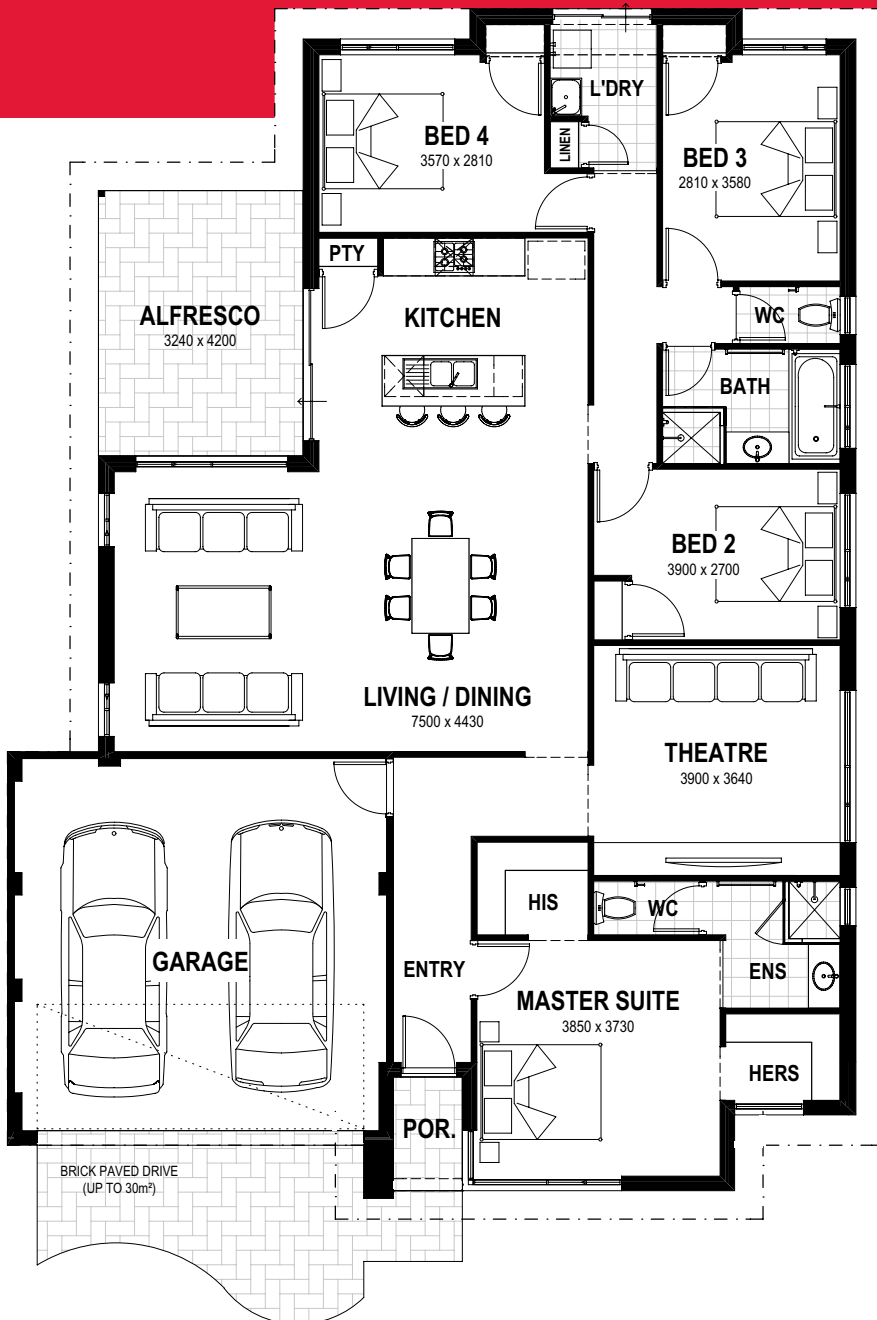 L'DRY
LINEN
BED 4
3570 x 2810
BED 3
2810 x 3580
PTY
ALFRESCO
3240 x 4200
KITCHEN
WC
BATH
BED 2
3900 x 2700
LIVING / DINING
7500 x 4430
THEATRE
3900 x 3640
HIS
WC
GARAGE
ENTRY
ENS
MASTER SUITE
3850 x 3730
HERS
POR.
BRICK PAVED DRIVE
(UP TO 30m²)